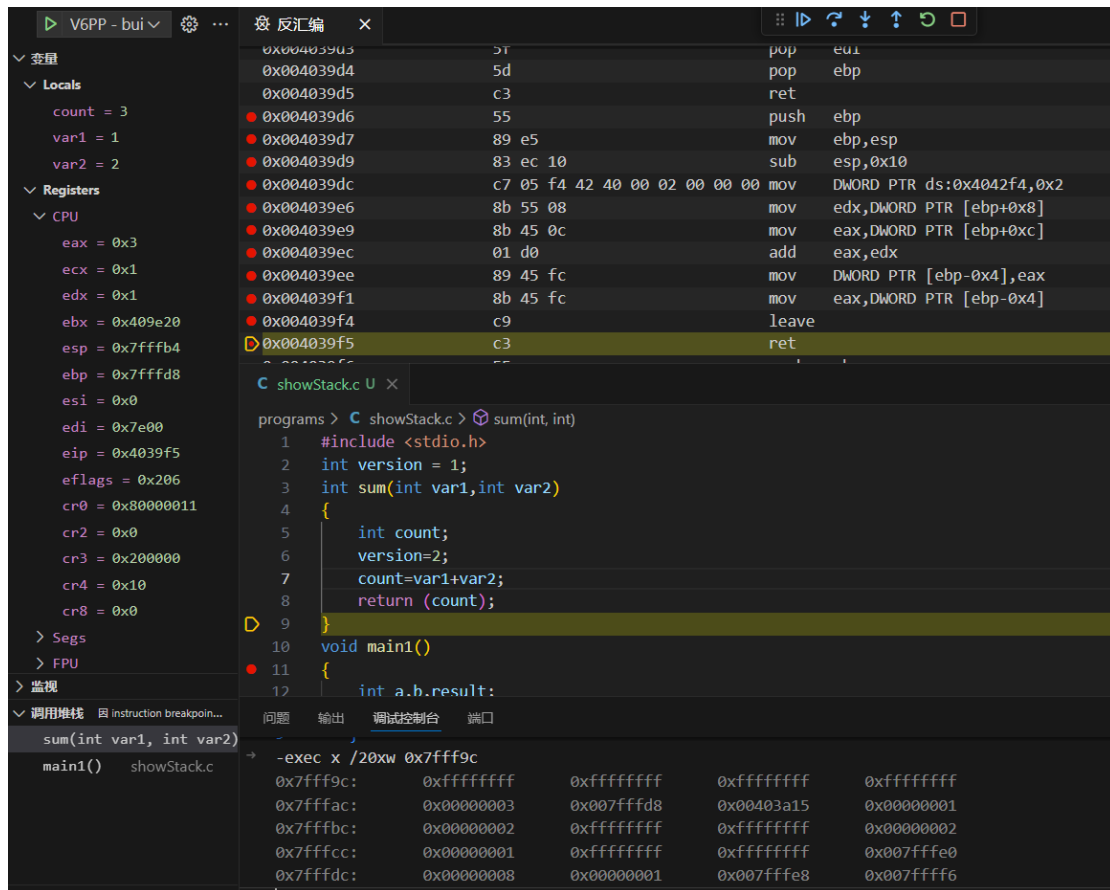 V6PP - bui
变量
Locals
count = 3
var1 = 1
var2 = 2
Registers
CPU
eax = 0x3
ecx = 0x1
edx = 0x1
ebx = 0x409e20
esp = 0x7fffb4
ebp = 0x7fffd8
esi = 0x0
edi = 0x7e00
eip = 0x4039f5
eflags = 0x206
cr0 = 0x80000011
cr2 = 0x0
cr3 = 0x200000
cr4 = 0x10
cr8 = 0x0
Segs
FPU
监视
调用堆栈 因 instruction breakpoin...
sum(int var1, int var2)
main1() showStack.c
反汇编
0x004039d3 5f pop edi
0x004039d4 5d pop ebp
0x004039d5 c3 ret
0x004039d6 55 push ebp
0x004039d7 89 e5 mov ebp,esp
0x004039d9 83 ec 10 sub esp,0x10
0x004039dc c7 05 f4 42 40 00 02 00 00 00 mov DWORD PTR ds:0x4042f4,0x2
0x004039e6 8b 55 08 mov edx,DWORD PTR [ebp+0x8]
0x004039e9 8b 45 0c mov eax,DWORD PTR [ebp+0xc]
0x004039ec 01 d0 add eax,edx
0x004039ee 89 45 fc mov DWORD PTR [ebp-0x4],eax
0x004039f1 8b 45 fc mov eax,DWORD PTR [ebp-0x4]
0x004039f4 c9 leave
0x004039f5 c3 ret
C showStack.c U
programs > C showStack.c > sum(int, int)
1 #include <stdio.h>
2 int version = 1;
3 int sum(int var1,int var2)
4 {
5 int count;
6 version=2;
7 count=var1+var2;
8 return (count);
9 }
10 void main1()
11 {
12 int a,b,result;
问题 输出 调试控制台 端口
-exec x /20xw 0x7fff9c
0x7fff9c: 0xffffffff 0xffffffff 0xffffffff 0xffffffff
0x7fffac: 0x00000003 0x007fffd8 0x00403a15 0x00000001
0x7fffbc: 0x00000002 0xffffffff 0xffffffff 0x00000002
0x7fffcc: 0x00000001 0xffffffff 0xffffffff 0x007fffe0
0x7fffdc: 0x00000008 0x00000001 0x007fffe8 0x007ffff6